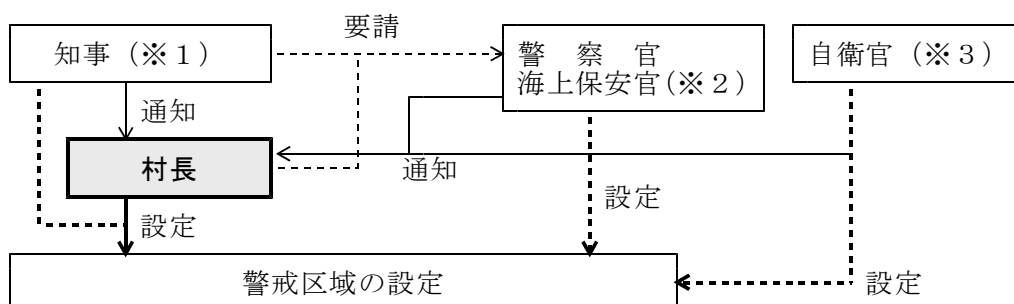 要請
知事（※１）
警察官
海上保安官(※２)
自衛官（※３）
通知
村長
通知
設定
設定
警戒区域の設定
設定